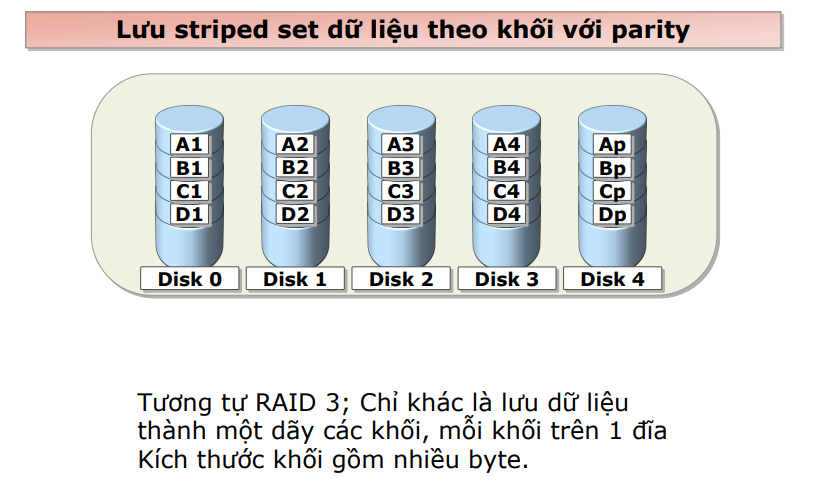 Lưu striped set dữ liệu theo khối với parity
A1 A2 A3 A4 Ap
B1 B2 B3 B4 Bp
C1 C2 C3 C4 Cp
D1 D2 D3 D4 Dp
Disk 0 Disk 1 Disk 2 Disk 3 Disk 4
Tương tự RAID 3; Chỉ khác là lưu dữ liệu
thành một dãy các khối, mỗi khối trên 1 đĩa
Kích thước khối gồm nhiều byte.